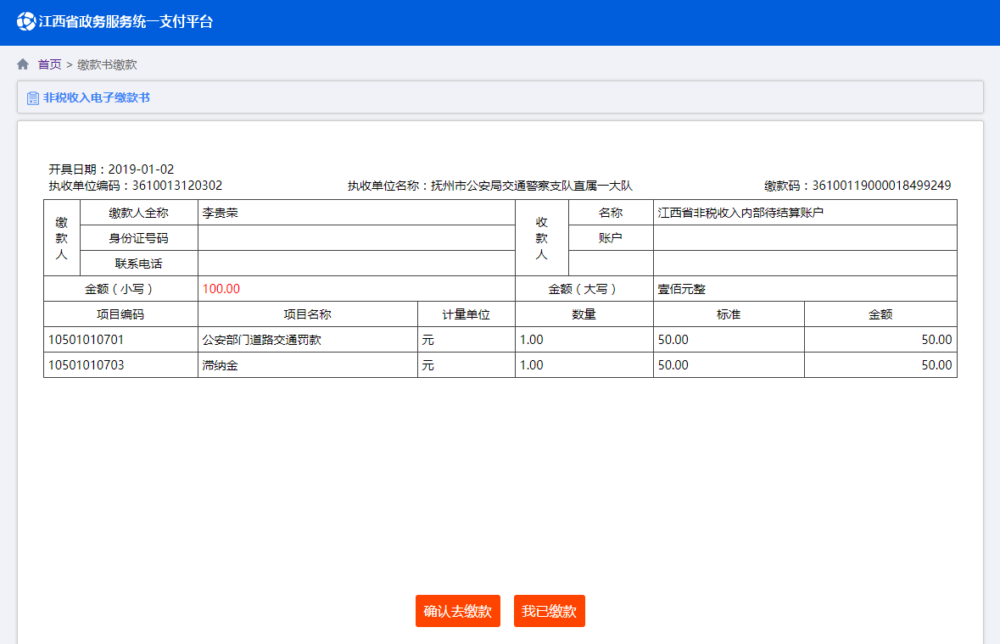 江西省政务服务统一支付平台
首页 > 缴款书缴款
非税收入电子缴款书
开具日期：2019-01-02
执收单位编码：3610013120302 执收单位名称：抚州市公安局交通警察支队直属一大队 缴款码：36100119000018499249
缴款人 缴款人全称 李贵荣 收款人 名称 江西省非税收入内部待结算账户
身份证号码 账户
联系电话
金额（小写） 100.00 金额（大写） 壹佰元整
项目编码 项目名称 计量单位 数量 标准 金额
10501010701 公安部门道路交通罚款 元 1.00 50.00 50.00
10501010703 滞纳金 元 1.00 50.00 50.00
确认去缴款 我已缴款